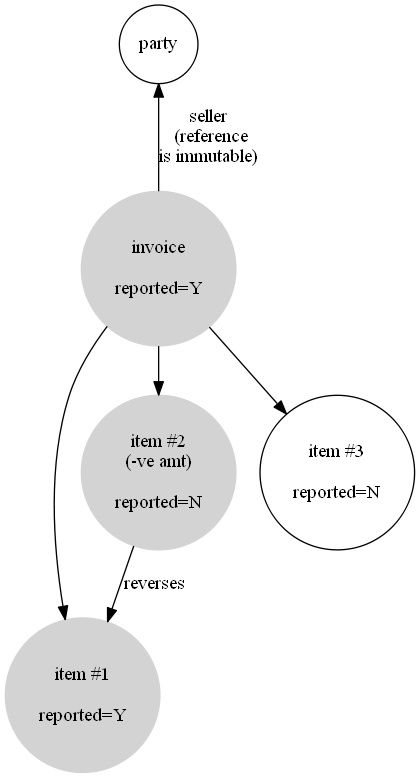 party
seller
(reference
is immutable)
invoice
reported=Y
item #2
(-ve amt)
reported=N
item #3
reported=N
reverses
item #1
reported=Y